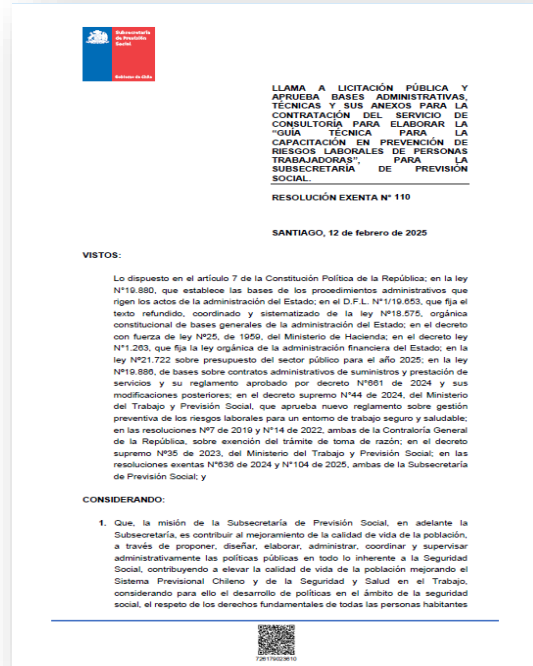 Subsecretaría
de Previsión
Social
Gobierno de Chile
LLAMA A LICITACIÓN PÚBLICA Y
APRUEBA BASES ADMINISTRATIVAS,
TÉCNICAS Y SUS ANEXOS PARA LA
CONTRATACIÓN DEL SERVICIO DE
CONSULTORÍA PARA ELABORAR LA
“GUÍA TÉCNICA PARA LA
CAPACITACIÓN EN PREVENCIÓN DE
RIESGOS LABORALES DE PERSONAS
TRABAJADORAS”, PARA LA
SUBSECRETARÍA DE PREVISIÓN
SOCIAL.
RESOLUCIÓN EXENTA N° 110
SANTIAGO, 12 de febrero de 2025
VISTOS:
Lo dispuesto en el artículo 7 de la Constitución Política de la República; en la ley
N°19.880, que establece las bases de los procedimientos administrativos que
rigen los actos de la administración del Estado; en el D.F.L. N°1/19.653, que fija el
texto refundido, coordinado y sistematizado de la ley N°18.575, orgánica
constitucional de bases generales de la administración del Estado; en el decreto
con fuerza de ley N°25, de 1959, del Ministerio de Hacienda; en el decreto ley
N°1.263, que fija la ley orgánica de la administración financiera del Estado; en la
ley N°21.722 sobre presupuesto del sector público para el año 2025; en la ley
N°19.886, de bases sobre contratos administrativos de suministros y prestación de
servicios y su reglamento aprobado por decreto N°661 de 2024 y sus
modificaciones posteriores; en el decreto supremo N°44 de 2024, del Ministerio
del Trabajo y Previsión Social, que aprueba nuevo reglamento sobre gestión
preventiva de los riesgos laborales para un entorno de trabajo seguro y saludable;
en las resoluciones N°7 de 2019 y N°14 de 2022, ambas de la Contraloría General
de la República, sobre exención del trámite de toma de razón; en el decreto
supremo N°35 de 2023, del Ministerio del Trabajo y Previsión Social; en las
resoluciones exentas N°636 de 2024 y N°104 de 2025, ambas de la Subsecretaría
de Previsión Social; y
CONSIDERANDO:
1. Que, la misión de la Subsecretaría de Previsión Social, en adelante la
Subsecretaría, es contribuir al mejoramiento de la calidad de vida de la población,
a través de proponer, diseñar, elaborar, administrar, coordinar y supervisar
administrativamente las políticas públicas en todo lo inherente a la Seguridad
Social, contribuyendo a elevar la calidad de vida de la población mejorando el
Sistema Previsional Chileno y de la Seguridad y Salud en el Trabajo,
considerando para ello el desarrollo de políticas en el ámbito de la seguridad
social, el respeto de los derechos fundamentales de todas las personas habitantes
726179023610